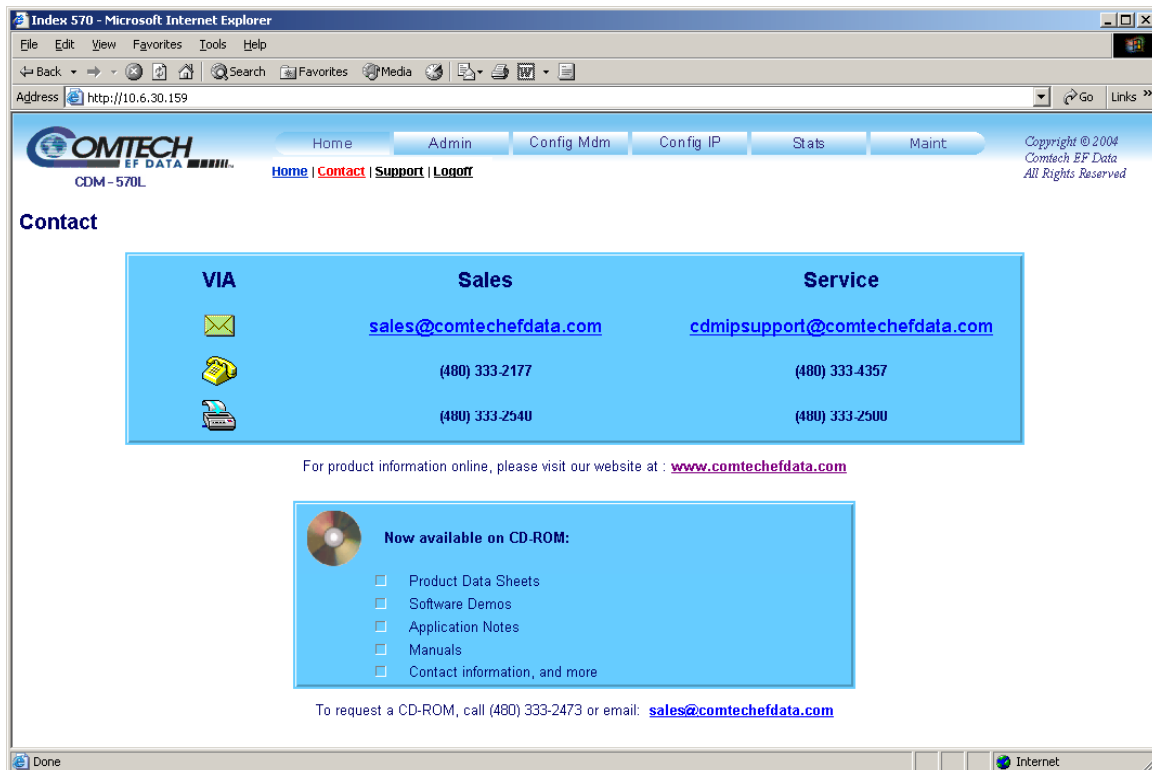 Index 570 - Microsoft Internet Explorer
File Edit View Favorites Tools Help
Back Search Favorites Media
Address http://10.6.30.159 Go Links »
COMTECH
EF DATA
CDM - 570L
Home Admin Config Mdm Config IP Stats Maint
Home | Contact | Support | Logoff
Copyright © 2004
Comtech EF Data
All Rights Reserved
Contact
VIA Sales Service
sales@comtechefdata.com cdmipsupport@comtechefdata.com
(480) 333-2177 (480) 333-4357
(480) 333-2540 (480) 333-2500
For product information online, please visit our website at : www.comtechefdata.com
Now available on CD-ROM:
Product Data Sheets
Software Demos
Application Notes
Manuals
Contact information, and more
To request a CD-ROM, call (480) 333-2473 or email: sales@comtechefdata.com
Done Internet